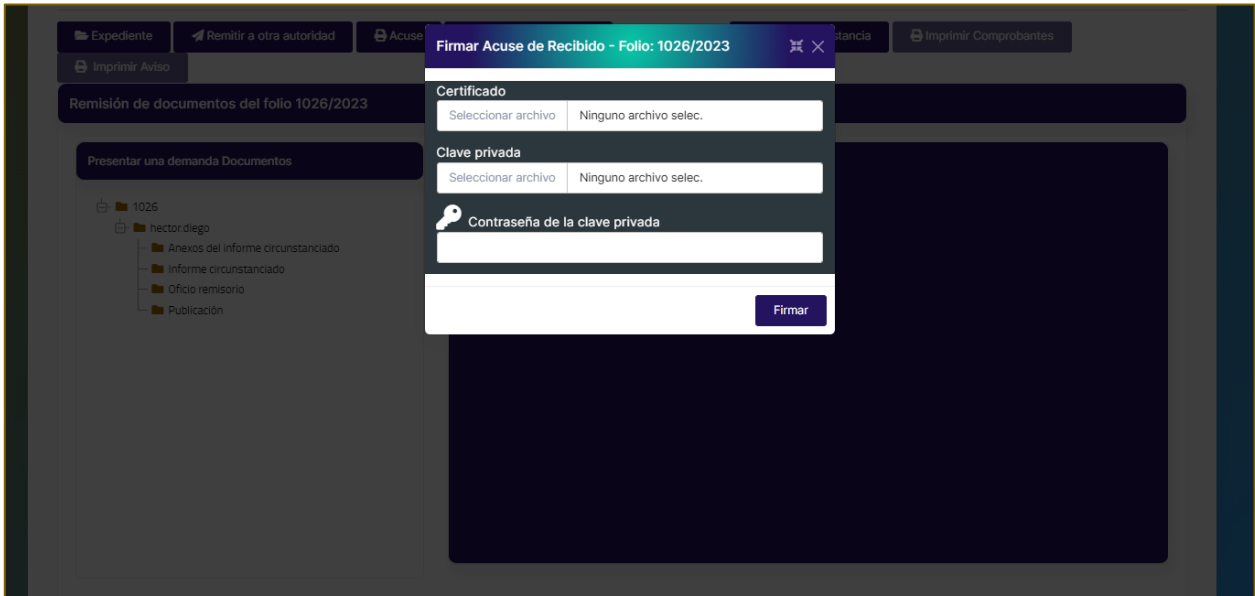 Expediente
Remitir a otra autoridad
Acuse
stancia
Imprimir Comprobantes
Imprimir Aviso
Remisión de documentos del folio 1026/2023
Presentar una demanda Documentos
1026
hector.diego
Anexos del informe circunstanciado
Informe circunstanciado
Oficio remisorio
Publicación
Firmar Acuse de Recibido - Folio: 1026/2023
Certificado
Seleccionar archivo Ninguno archivo selec.
Clave privada
Seleccionar archivo Ninguno archivo selec.
Contraseña de la clave privada
Firmar